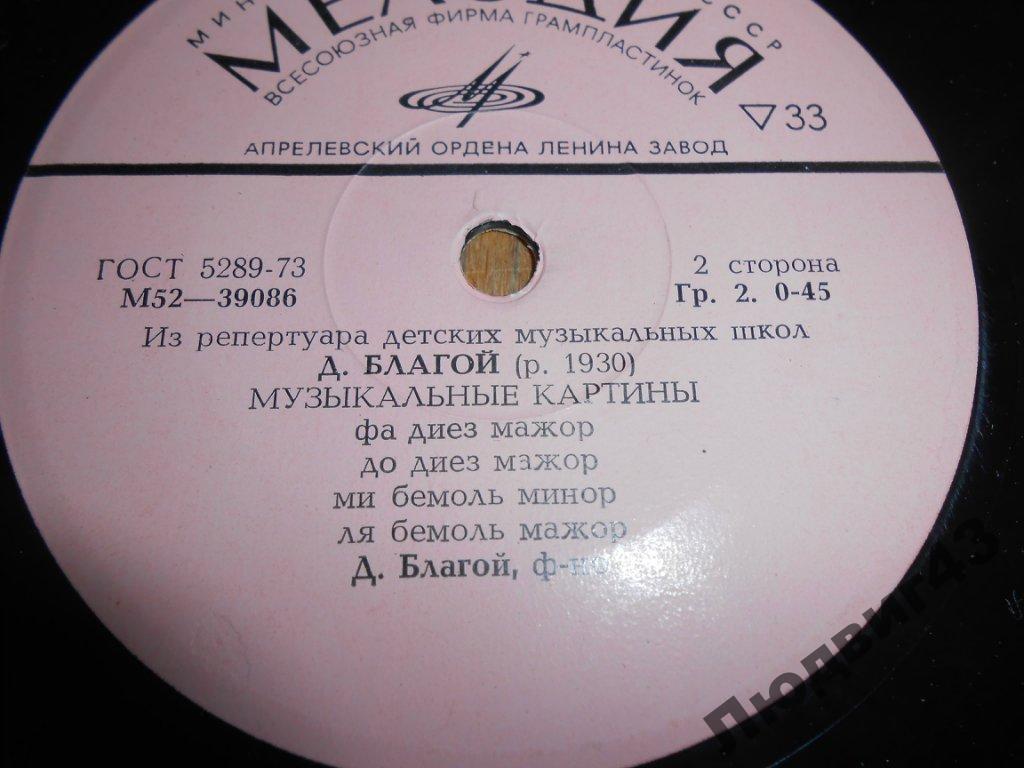 МЕЛОДИЯ
СССР
ВСЕСОЮЗНАЯ ФИРМА ГРАМПЛАСТИНОК
33
АПРЕЛЕВСКИЙ ОРДЕНА ЛЕНИНА ЗАВОД
ГОСТ 5289-73
2 сторона
М52—39086
Гр. 2. 0-45
Из репертуара детских музыкальных школ
Д. БЛАГОЙ (р. 1930)
МУЗЫКАЛЬНЫЕ КАРТИНЫ
фа диез мажор
до диез мажор
ми бемоль минор
ля бемоль мажор
Д. Благой, ф-но
Людвиг43